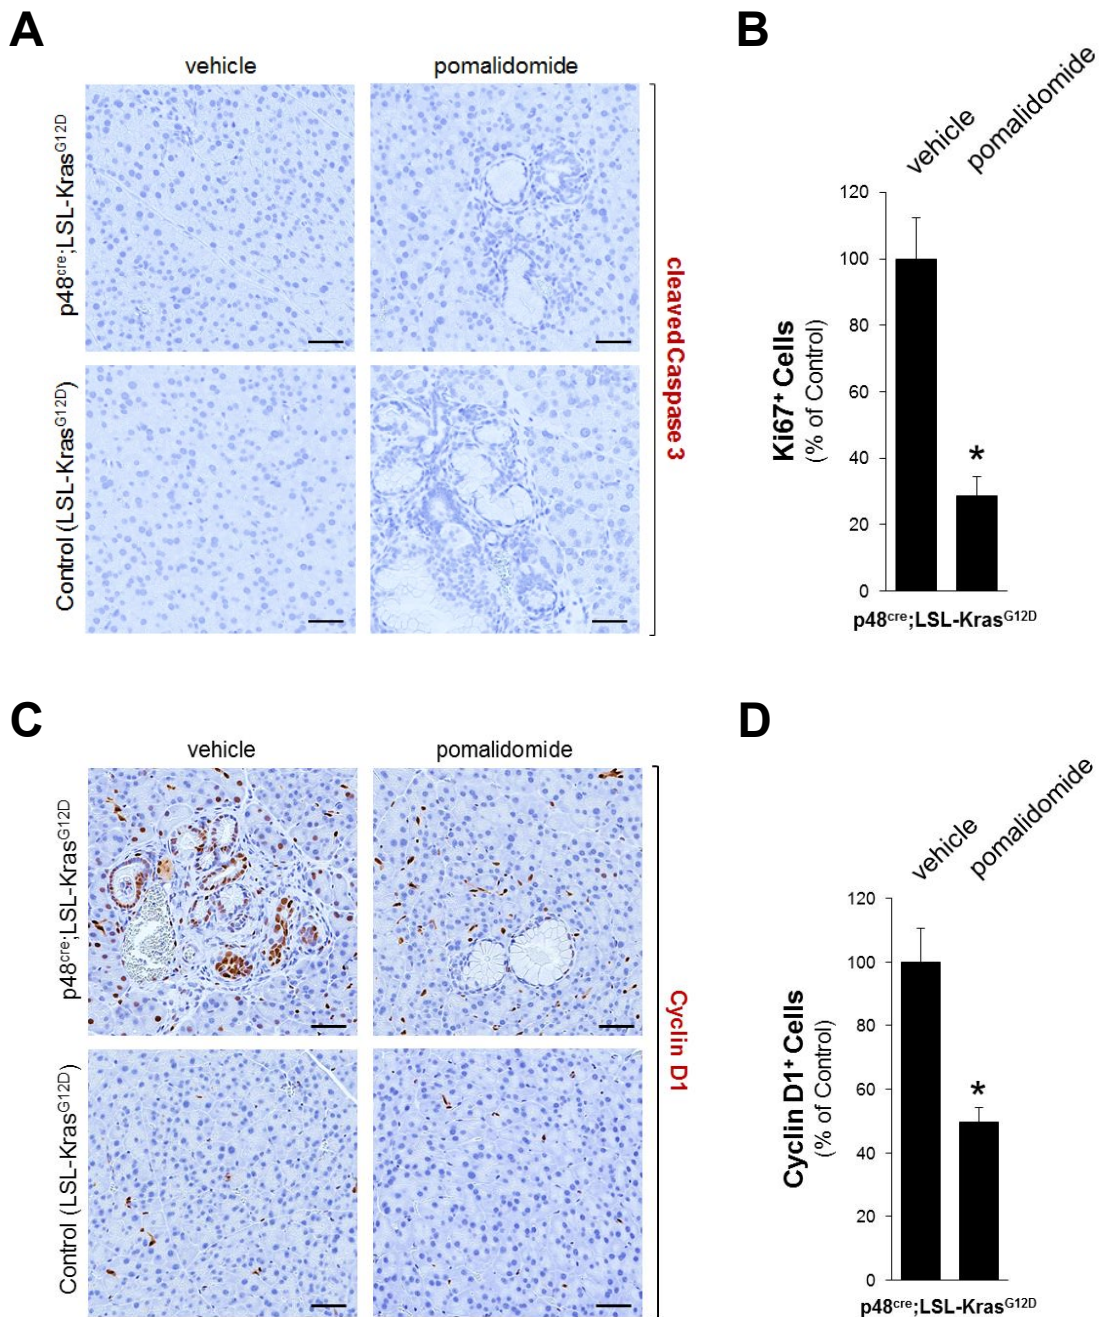 A
vehicle
pomalidomide
p48cre;LSL-KrasG12D
Control (LSL-KrasG12D)
cleaved Caspase 3
B
vehicle
pomalidomide
Ki67+ Cells
(% of Control)
120
100
80
60
40
*
20
0
p48cre;LSL-KrasG12D
C
vehicle
pomalidomide
p48cre;LSL-KrasG12D
Control (LSL-KrasG12D)
Cyclin D1
D
vehicle
pomalidomide
Cyclin D1+ Cells
(% of Control)
120
100
80
60
*
40
20
0
p48cre;LSL-KrasG12D